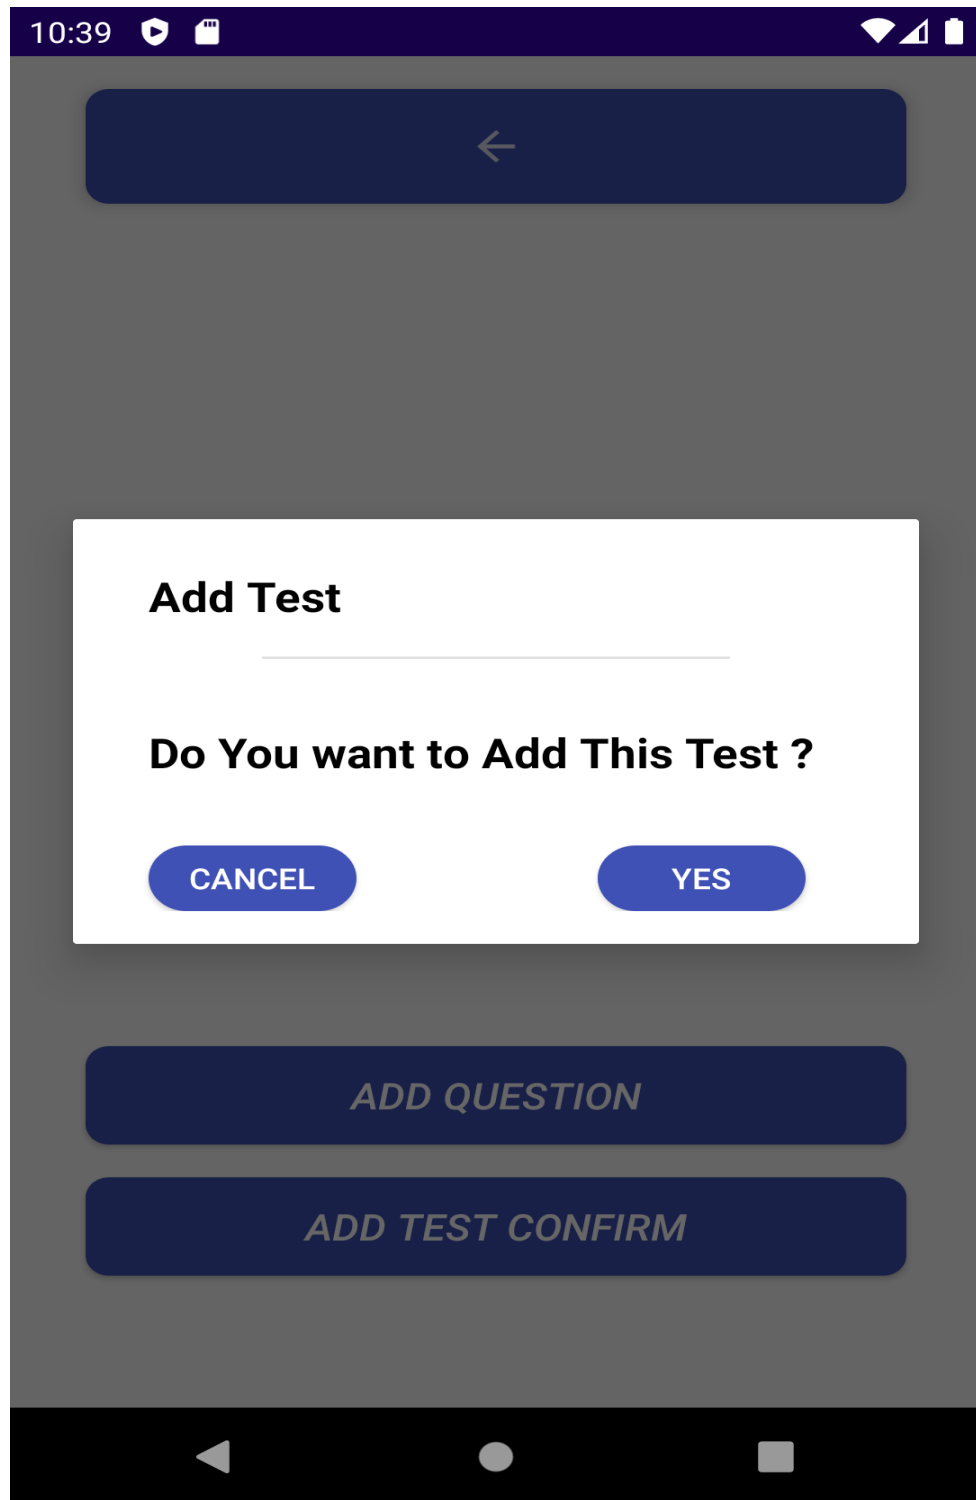 10:39
Add Test
Do You want to Add This Test ?
CANCEL YES
ADD QUESTION
ADD TEST CONFIRM